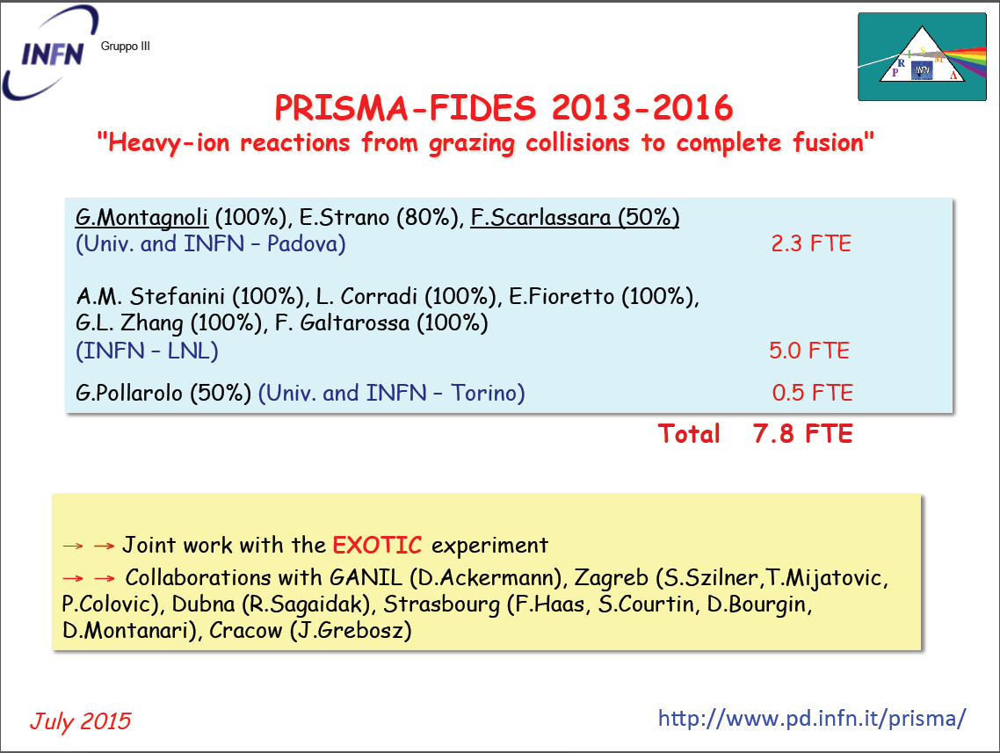 INFN
Gruppo III
P R I S M A
INFN
PRISMA-FIDES 2013-2016
"Heavy-ion reactions from grazing collisions to complete fusion"
G.Montagnoli (100%), E.Strano (80%), F.Scarlassara (50%)
(Univ. and INFN – Padova) 2.3 FTE
A.M. Stefanini (100%), L. Corradi (100%), E.Fioretto (100%),
G.L. Zhang (100%), F. Galtarossa (100%)
(INFN – LNL) 5.0 FTE
G.Pollarolo (50%) (Univ. and INFN – Torino) 0.5 FTE
Total 7.8 FTE
→ → Joint work with the EXOTIC experiment
→ → Collaborations with GANIL (D.Ackermann), Zagreb (S.Szilner,T.Mijatovic,
P.Colovic), Dubna (R.Sagaidak), Strasbourg (F.Haas, S.Courtin, D.Bourgin,
D.Montanari), Cracow (J.Grebosz)
July 2015
http://www.pd.infn.it/prisma/